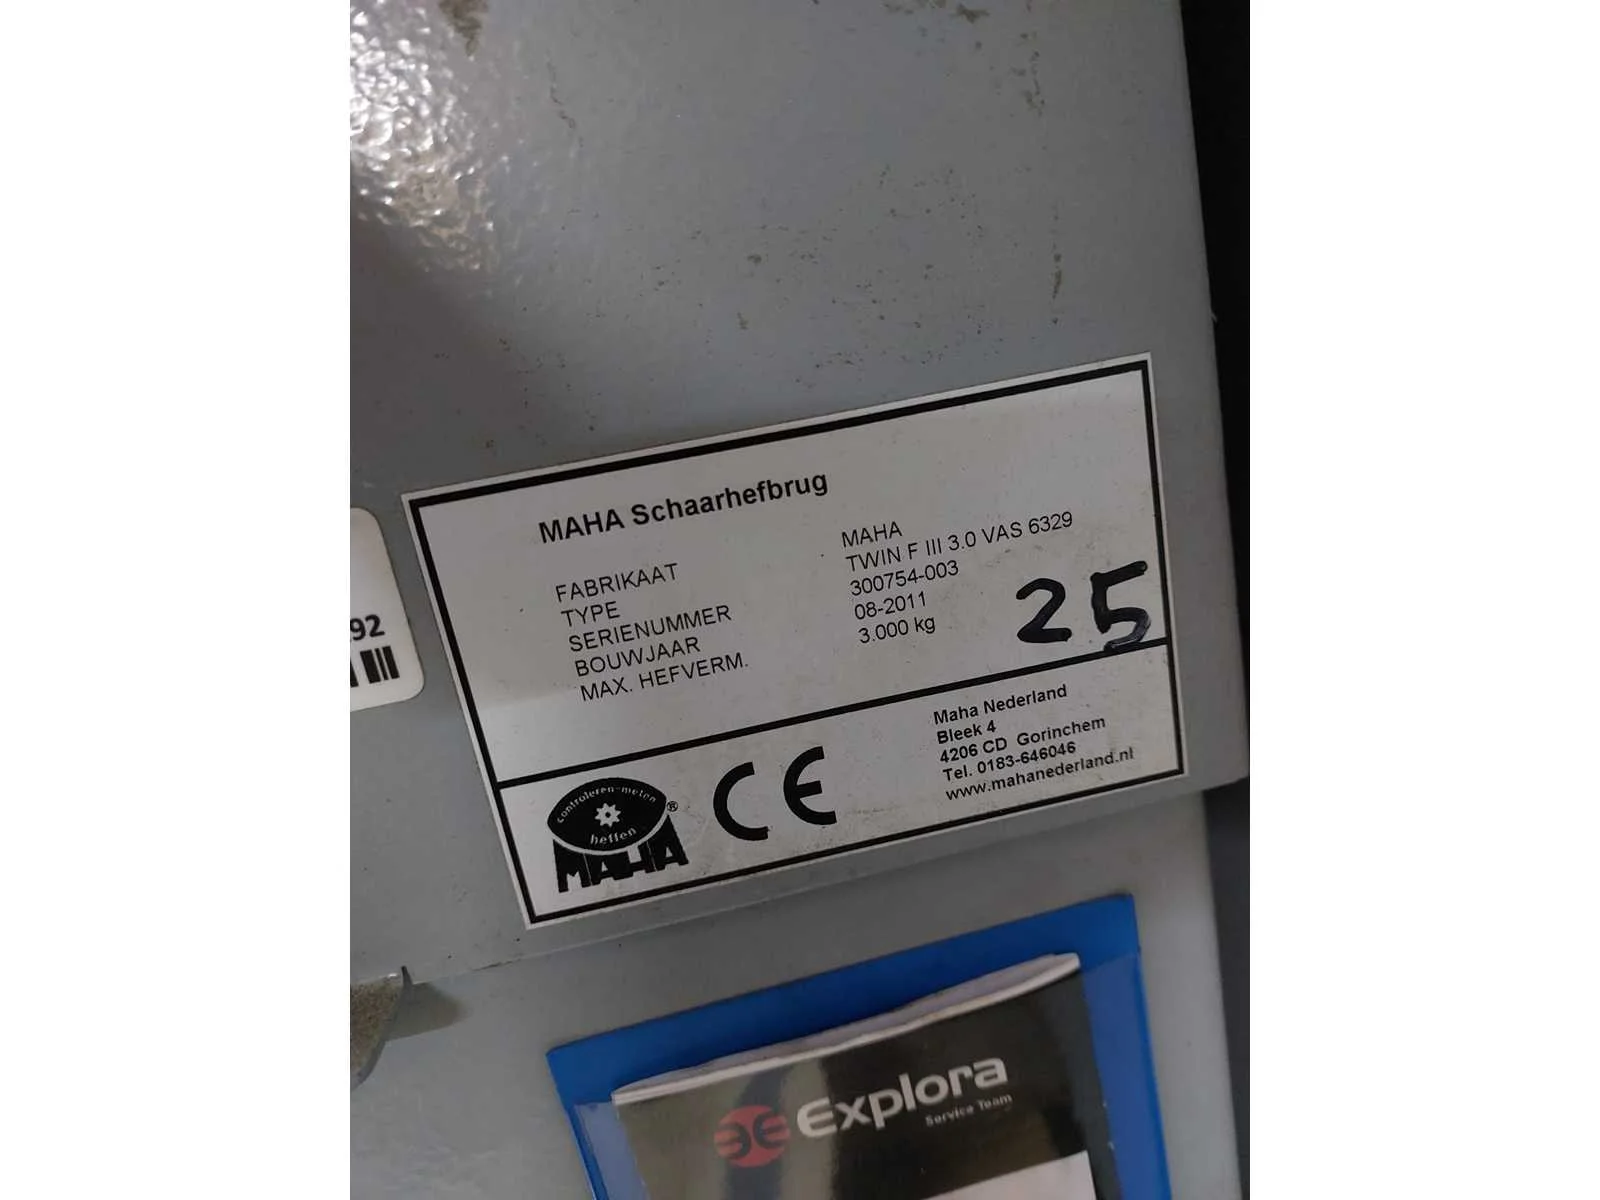 MAHA Schaarhefbrug
FABRIKAAT MAHA
TYPE TWIN F III 3.0 VAS 6329
SERIENUMMER 300754-003
BOUWJAAR 08-2011
MAX. HEFVERM. 3.000 kg
25
92
controleren-meten
heffen
MAHA ®
CE
Maha Nederland
Bleek 4
4206 CD Gorinchem
Tel. 0183-646046
www.mahanederland.nl
Explora
Service Team